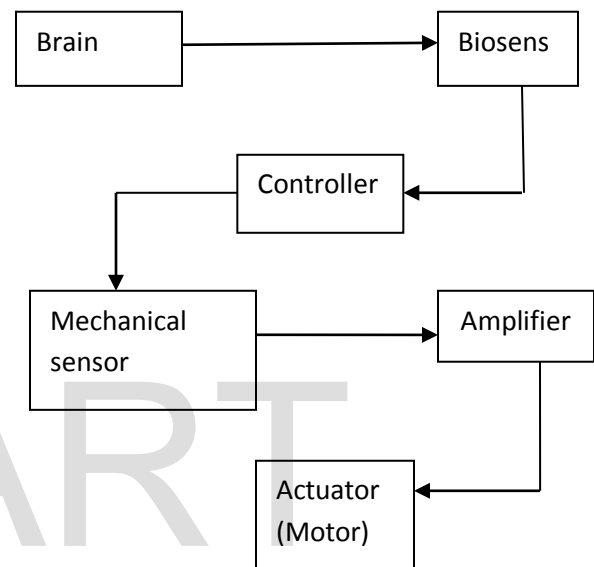 Brain
Biosens
Controller
Mechanical
sensor
Amplifier
Actuator
(Motor)
ART